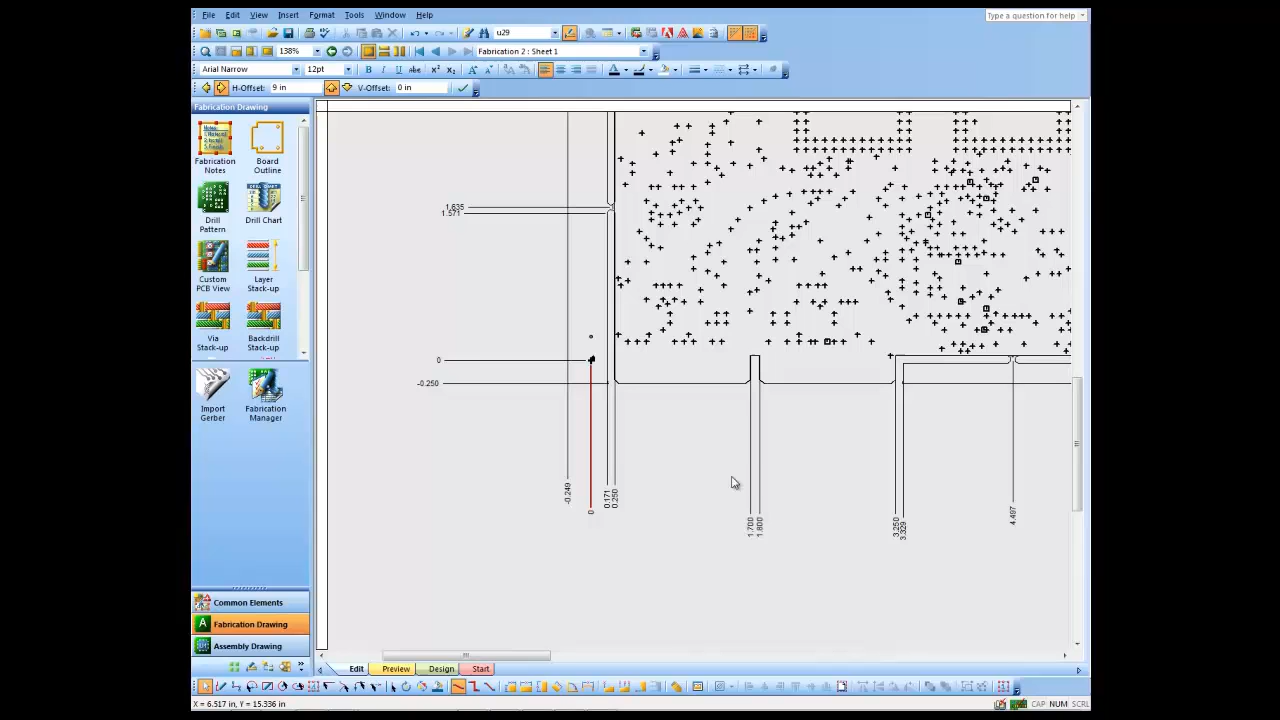 File Edit View Insert Format Tools Window Help
Type a question for help
u29
138%
Fabrication 2 : Sheet 1
Arial Narrow 12pt B I U abc x² x₂ A A A
H-Offset: 9 in V-Offset: 0 in
Fabrication Drawing
Fabrication Notes
Board Outline
Drill Pattern
Drill Chart
Custom PCB View
Layer Stack-up
Via Stack-up
Backdrill Stack-up
Import Gerber
Fabrication Manager
Common Elements
Fabrication Drawing
Assembly Drawing
1.635
1.571
0
-0.250
-0.249
0
0.171
0.250
1.700
1.800
3.250
3.329
4.497
Edit Preview Design Start
X = 6.517 in, Y = 15.336 in
CAP NUM SCRL